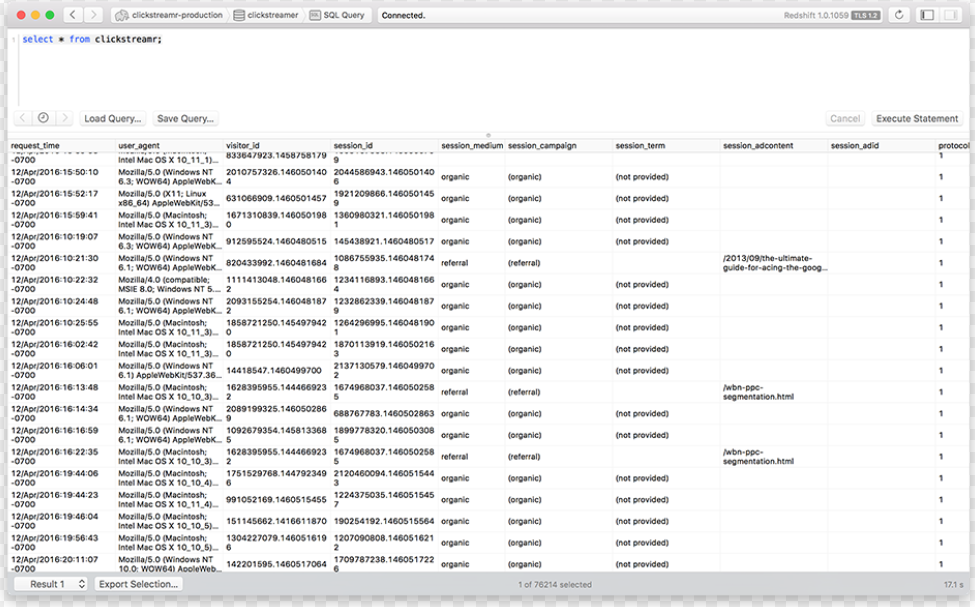 clickstreamr-production clickstreamer SQL Query Connected. Redshift 1.0.1059 TLS 1.2
1 select * from clickstreamr;
Load Query... Save Query... Cancel Execute Statement
request_time user_agent visitor_id session_id session_medium session_campaign session_term session_adcontent session_adid protocol
-0700 Intel Mac OS X 10_11_1)... 833647923.1458758179 9 1
12/Apr/2016:15:50:10 Mozilla/5.0 (Windows NT 2010757326.146050140 2044586943.146050140
-0700 6.3; WOW64) AppleWebK... 4 6 organic (organic) (not provided) 1
12/Apr/2016:15:52:17 Mozilla/5.0 (X11; Linux 631066909.1460501457 1921209866.146050145
-0700 x86_64) AppleWebKit/53... 9 organic (organic) (not provided) 1
12/Apr/2016:15:59:41 Mozilla/5.0 (Macintosh; 1671310839.146050198 1360980321.146050198
-0700 Intel Mac OS X 10_11_3)... 0 1 organic (organic) (not provided) 1
12/Apr/2016:10:19:07 Mozilla/5.0 (Windows NT 912595524.1460480515 145438921.1460480517 organic (organic) (not provided) 1
-0700 6.3; WOW64) AppleWebK...
12/Apr/2016:10:21:30 Mozilla/5.0 (Windows NT 820433992.1460481684 1086755935.146048174 referral (referral) /2013/09/the-ultimate- 1
-0700 6.1; WOW64) AppleWebK... 8 guide-for-acing-the-goog...
12/Apr/2016:10:22:32 Mozilla/4.0 (compatible; 1111413048.146048166 1234116893.146048166
-0700 MSIE 8.0; Windows NT 5.... 2 4 organic (organic) (not provided) 1
12/Apr/2016:10:24:48 Mozilla/5.0 (Windows NT 2093155254.146048187 1232862339.146048187
-0700 6.1; WOW64) AppleWebK... 2 9 organic (organic) (not provided) 1
12/Apr/2016:10:25:55 Mozilla/5.0 (Macintosh; 1858721250.145497942 1264296995.146048190
-0700 Intel Mac OS X 10_11_3)... 0 1 organic (organic) (not provided) 1
12/Apr/2016:16:02:42 Mozilla/5.0 (Macintosh; 1858721250.145497942 1870113919.146050216
-0700 Intel Mac OS X 10_11_3)... 0 3 organic (organic) (not provided) 1
12/Apr/2016:16:06:01 Mozilla/5.0 (Windows NT 14418547.1460499700 2137130579.146049970
-0700 6.1) AppleWebKit/537.36... 2 organic (organic) (not provided) 1
12/Apr/2016:16:13:48 Mozilla/5.0 (Macintosh; 1628395955.144466923 1674968037.146050258 referral (referral) /wbn-ppc- 1
-0700 Intel Mac OS X 10_10_3)... 2 5 segmentation.html
12/Apr/2016:16:14:34 Mozilla/5.0 (Windows NT 2089199325.146050286 688767783.1460502863 organic (organic) (not provided) 1
-0700 6.1; WOW64) AppleWebK... 9
12/Apr/2016:16:16:59 Mozilla/5.0 (Windows NT 1092679354.145813368 1899778320.146050308
-0700 6.1; WOW64) AppleWebK... 5 5 organic (organic) (not provided) 1
12/Apr/2016:16:22:35 Mozilla/5.0 (Macintosh; 1628395955.144466923 1674968037.146050258 referral (referral) /wbn-ppc- 1
-0700 Intel Mac OS X 10_10_3)... 2 5 segmentation.html
12/Apr/2016:19:44:06 Mozilla/5.0 (Macintosh; 1751529768.144792349 2120460094.146051544
-0700 Intel Mac OS X 10_10_4)... 6 3 organic (organic) (not provided) 1
12/Apr/2016:19:44:23 Mozilla/5.0 (Macintosh; 991052169.1460515455 1224375035.146051545
-0700 Intel Mac OS X 10_11_4)... 7 organic (organic) (not provided) 1
12/Apr/2016:19:46:04 Mozilla/5.0 (Macintosh; 151145662.1416611870 190254192.1460515564 organic (organic) (not provided) 1
-0700 Intel Mac OS X 10_10_5)...
12/Apr/2016:19:56:43 Mozilla/5.0 (Macintosh; 1304227079.146051619 1207090808.146051621
-0700 Intel Mac OS X 10_10_5)... 6 2 organic (organic) (not provided) 1
12/Apr/2016:20:11:07 Mozilla/5.0 (Windows NT 142201595.1460517064 1709787238.146051722
-0700 10.0; WOW64) AppleWeb... 6 organic (organic) (not provided) 1
Result 1 Export Selection... 1 of 76214 selected 17.1 s